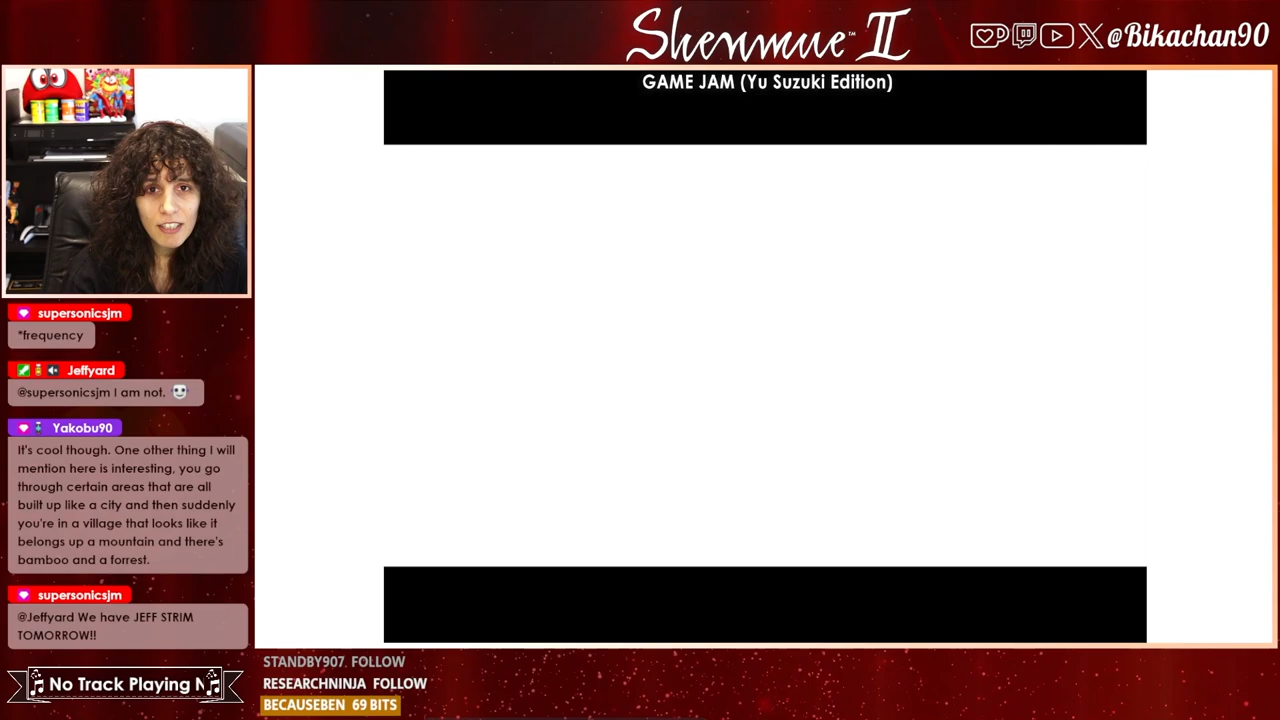 Shenmue™ II
@Bikachan90
GAME JAM (Yu Suzuki Edition)
supersonicsjm
*frequency
Jeffyard
@supersonicsjm I am not.
Yakobu90
It's cool though. One other thing I will
mention here is interesting, you go
through certain areas that are all
built up like a city and then suddenly
you're in a village that looks like it
belongs up a mountain and there's
bamboo and a forrest.
supersonicsjm
@Jeffyard We have JEFF STRIM
TOMORROW!!
No Track Playing N
STANDBY907 FOLLOW
RESEARCHNINJA FOLLOW
BECAUSEBEN 69 BITS